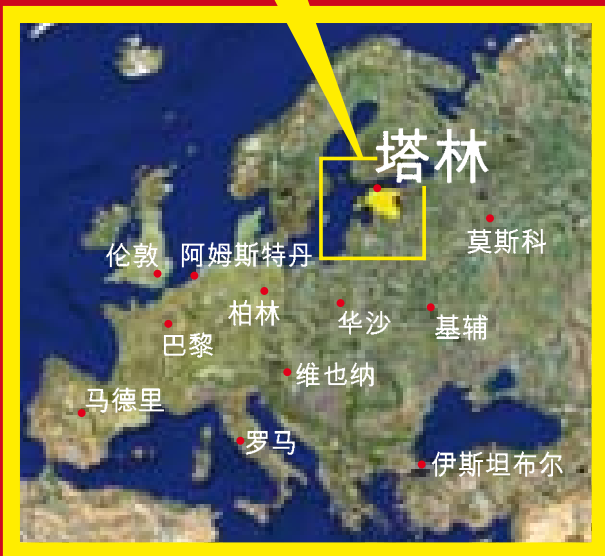 塔林
莫斯科
伦敦
阿姆斯特丹
柏林
华沙
基辅
巴黎
维也纳
马德里
罗马
伊斯坦布尔